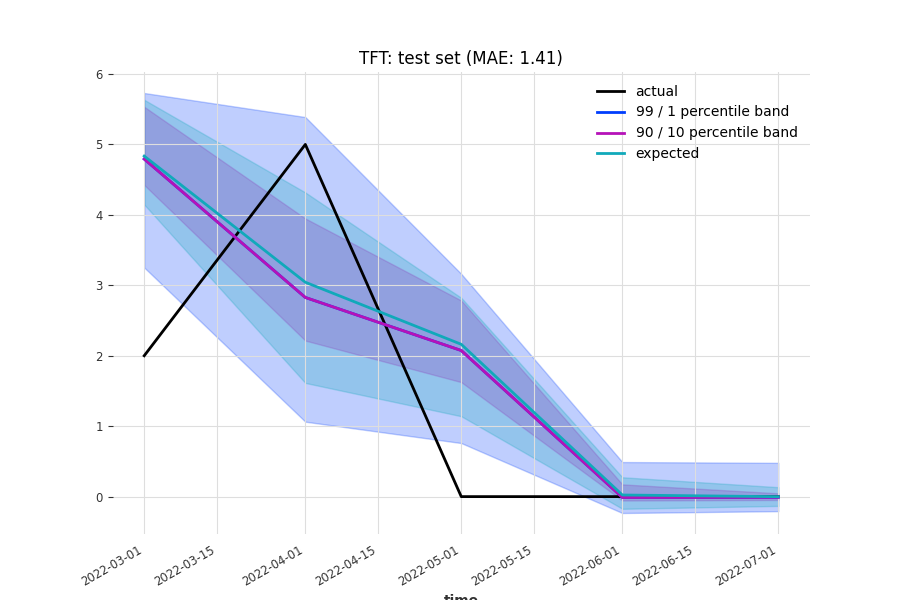 TFT: test set (MAE: 1.41)
actual
99 / 1 percentile band
90 / 10 percentile band
expected
6
5
4
3
2
1
0
2022-03-01
2022-03-15
2022-04-01
2022-04-15
2022-05-01
2022-05-15
2022-06-01
2022-06-15
2022-07-01
time